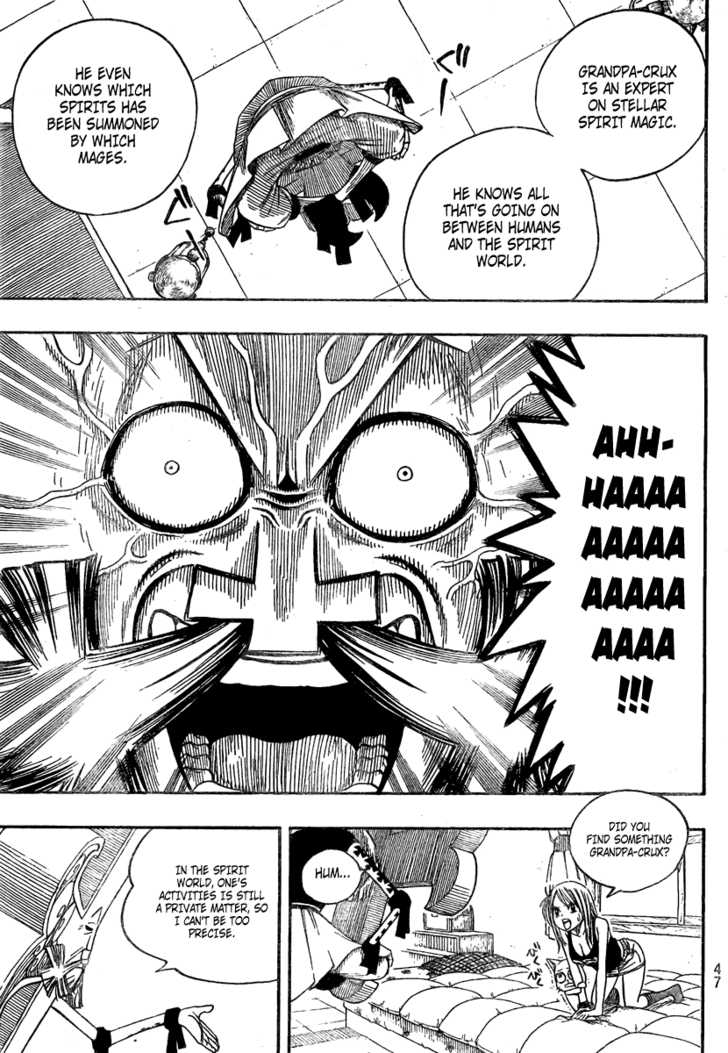 GRANDPA-CRUX
IS AN EXPERT
ON STELLAR
SPIRIT MAGIC.
HE KNOWS ALL
THAT'S GOING ON
BETWEEN HUMANS
AND THE SPIRIT
WORLD.
HE EVEN
KNOWS WHICH
SPIRITS HAS
BEEN SUMMONED
BY WHICH
MAGES.
AHH-
HAAAA
AAAAA
AAAAA
AAAA
!!!
DID YOU
FIND SOMETHING
GRANDPA-CRUX?
HUM...
IN THE SPIRIT
WORLD, ONE'S
ACTIVITIES IS STILL
A PRIVATE MATTER, SO
I CAN'T BE TOO
PRECISE.
47